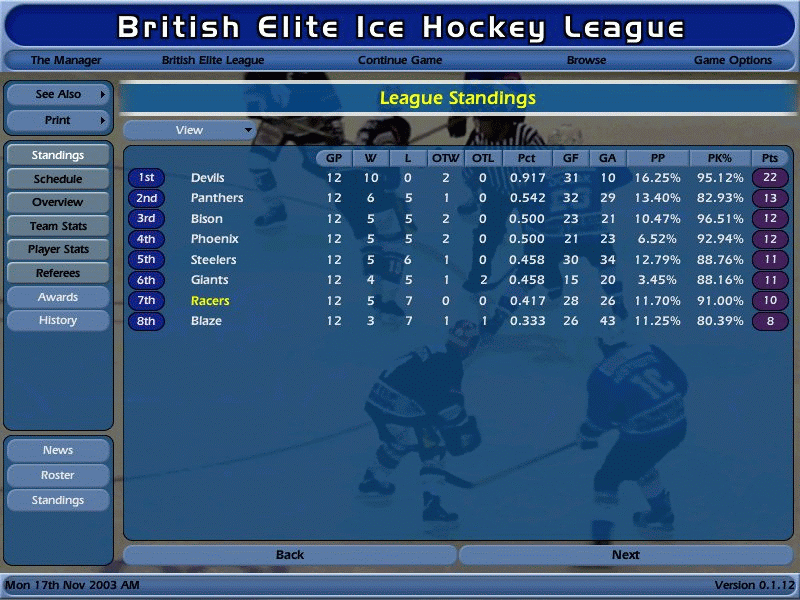 British Elite Ice Hockey League
The Manager British Elite League Continue Game Browse Game Options
See Also
Print
League Standings
View
Standings
Schedule
Overview
Team Stats
Player Stats
Referees
Awards
History
News
Roster
Standings
GP W L OTW OTL Pct GF GA PP PK% Pts
1st Devils 12 10 0 2 0 0.917 31 10 16.25% 95.12% 22
2nd Panthers 12 6 5 1 0 0.542 32 29 13.40% 82.93% 13
3rd Bison 12 5 5 2 0 0.500 23 21 10.47% 96.51% 12
4th Phoenix 12 5 5 2 0 0.500 21 23 6.52% 92.94% 12
5th Steelers 12 5 6 1 0 0.458 30 34 12.79% 88.76% 11
6th Giants 12 4 5 1 2 0.458 15 20 3.45% 88.16% 11
7th Racers 12 5 7 0 0 0.417 28 26 11.70% 91.00% 10
8th Blaze 12 3 7 1 1 0.333 26 43 11.25% 80.39% 8
Back Next
Mon 17th Nov 2003 AM Version 0.1.12